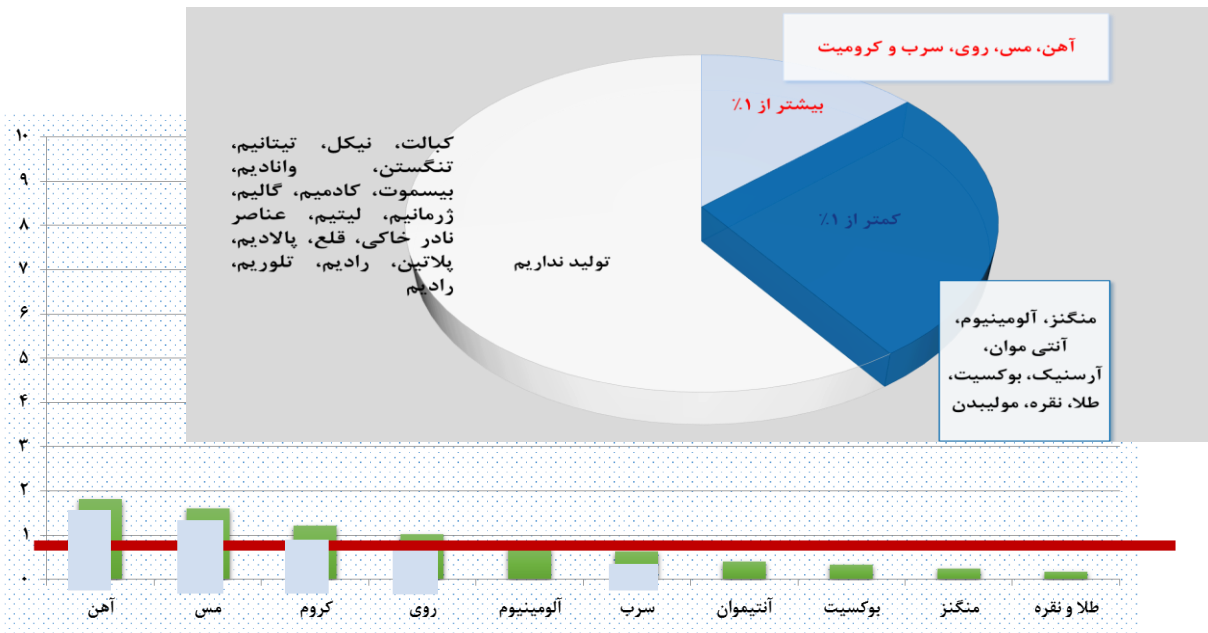 آهن، مس، روی، سرب و کرومیت
بیشتر از ۱٪
کمتر از ۱٪
تولید نداریم
کبالت، نیکل، تیتانیم،
تنگستن، وانادیم،
بیسموت، کادمیم، گالیم،
ژرمانیم، لیتیم، عناصر
نادر خاکی، قلع، پالادیم،
پلاتین، رادیم، تلوریم،
رادیم
منگنز، آلومینیوم،
آنتی موان،
آرسنیک، بوکسیت،
طلا، نقره، مولیبدن
۱۰
۹
۸
۷
۶
۵
۴
۳
۲
۱
۰
آهن
مس
کروم
روی
آلومینیوم
سرب
آنتیموان
بوکسیت
منگنز
طلا و نقره